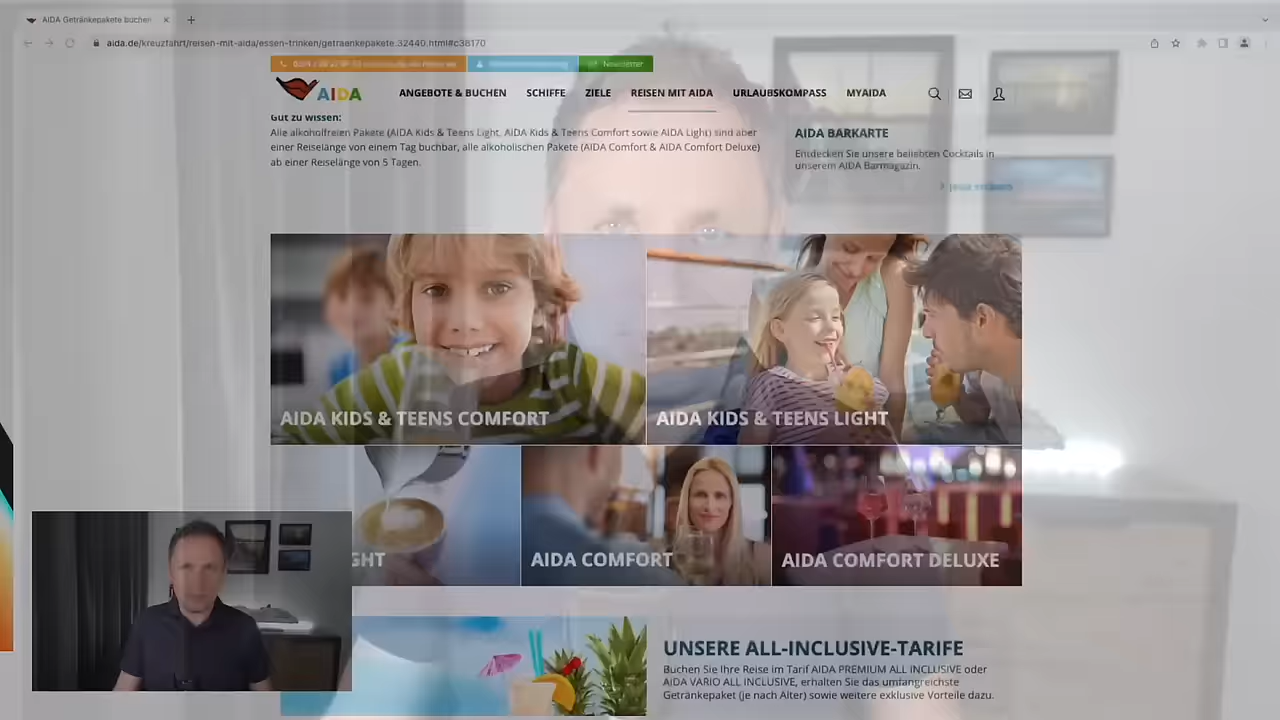 AIDA Getränkepakete buchen
aida.de/kreuzfahrt/reisen-mit-aida/essen-trinken/getraenkepakete.32440.html#c38170
Newsletter
AIDA
ANGEBOTE & BUCHEN
SCHIFFE
ZIELE
REISEN MIT AIDA
URLAUBSKOMPASS
MYAIDA
Gut zu wissen:
Alle alkoholfreien Pakete (AIDA Kids & Teens Light, AIDA Kids & Teens Comfort sowie AIDA Light) sind aber
einer Reiselänge von einem Tag buchbar, alle alkoholischen Pakete (AIDA Comfort & AIDA Comfort Deluxe)
ab einer Reiselänge von 5 Tagen.
AIDA BARKARTE
Entdecken Sie unsere beliebten Cocktails in
unserem AIDA Barmagazin.
AIDA KIDS & TEENS COMFORT
AIDA KIDS & TEENS LIGHT
GHT
AIDA COMFORT
AIDA COMFORT DELUXE
UNSERE ALL-INCLUSIVE-TARIFE
Buchen Sie Ihre Reise im Tarif AIDA PREMIUM ALL INCLUSIVE oder
AIDA VARIO ALL INCLUSIVE, erhalten Sie das umfangreichste
Getränkepaket (je nach Alter) sowie weitere exklusive Vorteile dazu.